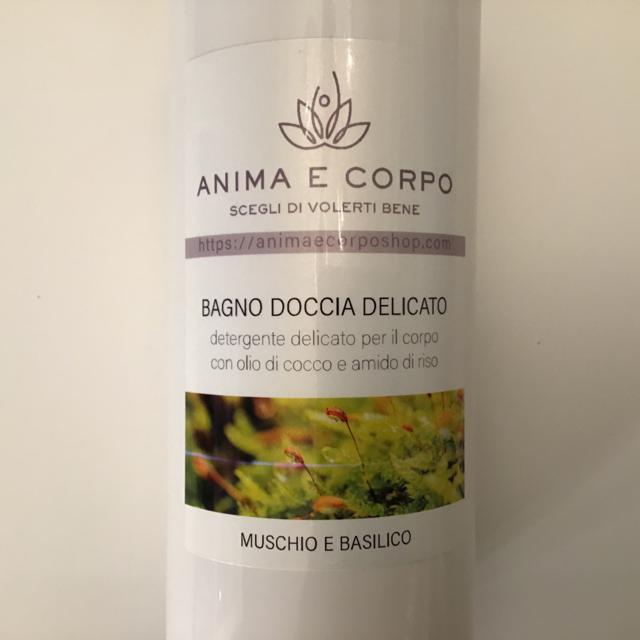 ANIMA E CORPO
SCEGLI DI VOLERTI BENE
https://animaecorposhop.com
BAGNO DOCCIA DELICATO
detergente delicato per il corpo
con olio di cocco e amido di riso
MUSCHIO E BASILICO